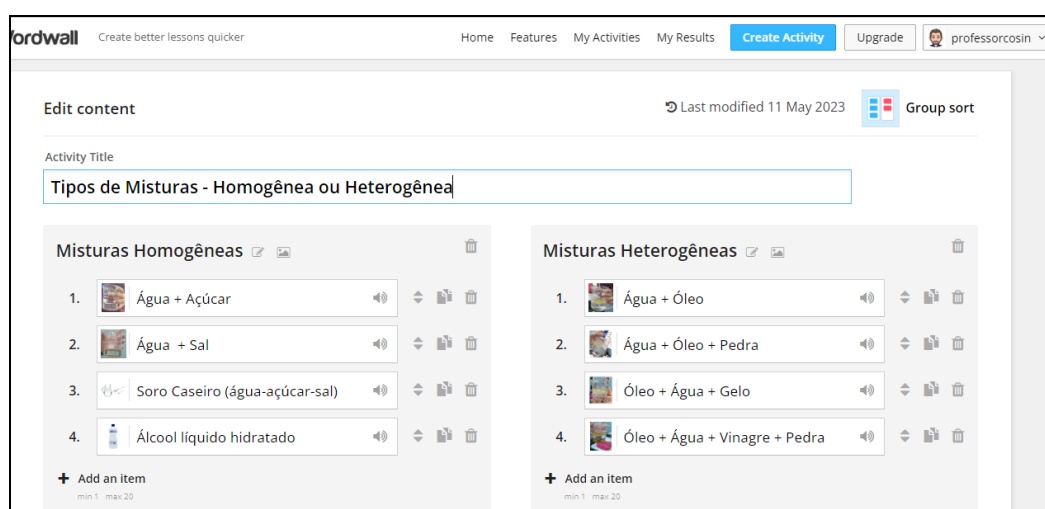 Wordwall Create better lessons quicker Home Features My Activities My Results Create Activity Upgrade professorcosin
Edit content Last modified 11 May 2023 Group sort
Activity Title
Tipos de Misturas - Homogênea ou Heterogênea
Misturas Homogêneas
1. Água + Açúcar
2. Água + Sal
3. Soro Caseiro (água-açúcar-sal)
4. Álcool líquido hidratado
+ Add an item
min 1 max 20
Misturas Heterogêneas
1. Água + Óleo
2. Água + Óleo + Pedra
3. Óleo + Água + Gelo
4. Óleo + Água + Vinagre + Pedra
+ Add an item
min 1 max 20